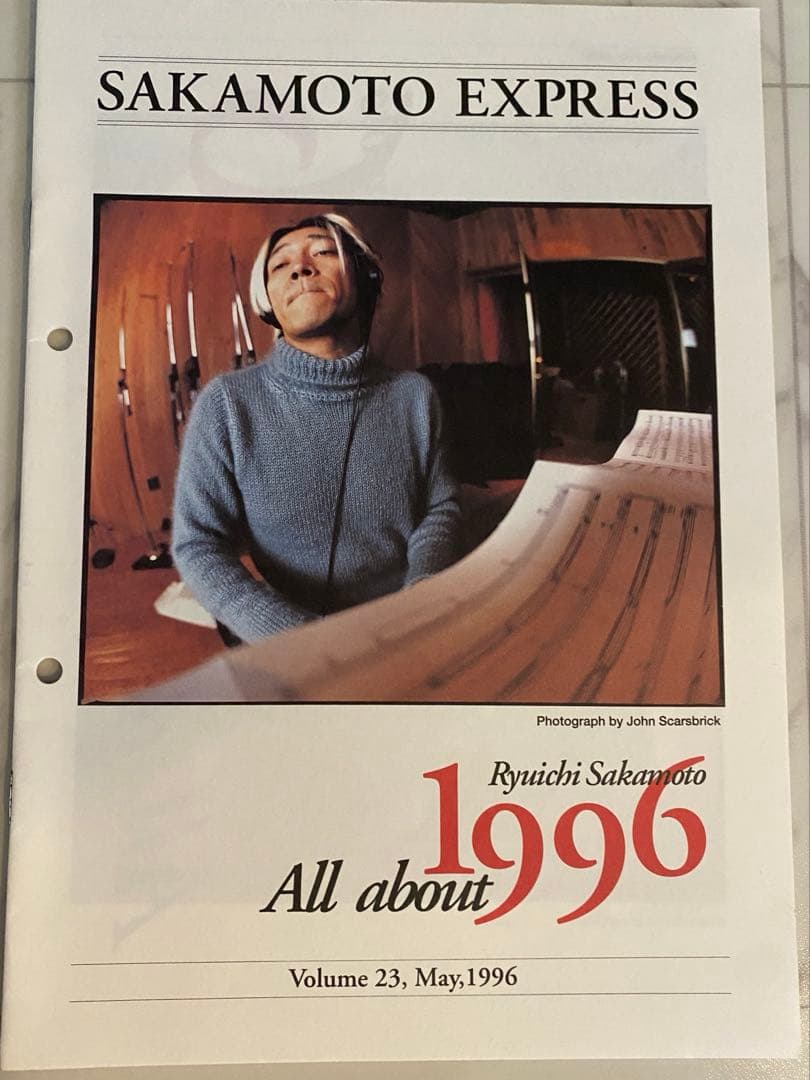 SAKAMOTO EXPRESS
Photograph by John Scarsbrick
Ryuichi Sakamoto
1996
All about
Volume 23, May,1996